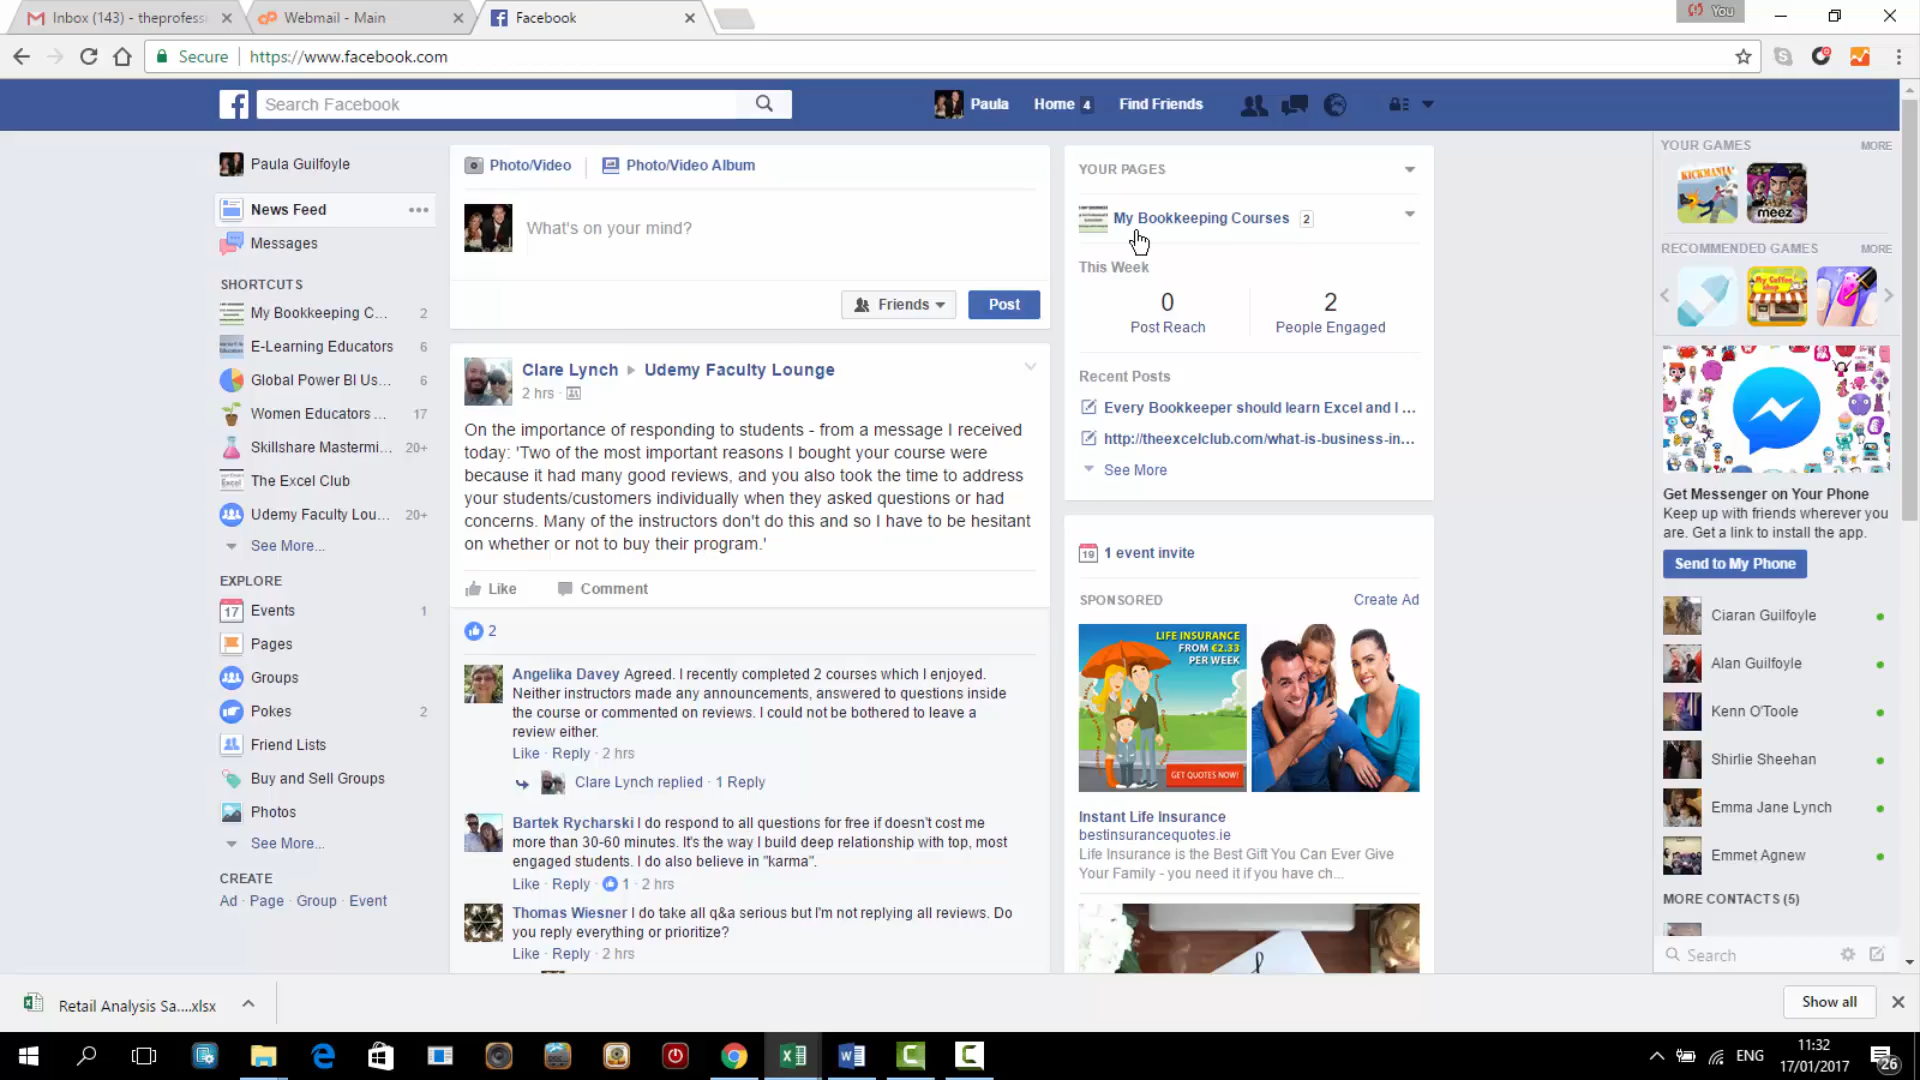 Inbox (143) - theprofess
Webmail - Main
Facebook
You
Secure
https://www.facebook.com
Search Facebook
Paula
Home 4
Find Friends
Paula Guilfoyle
News Feed
Messages
SHORTCUTS
My Bookkeeping C... 2
E-Learning Educators 6
Global Power BI Us... 6
Women Educators ... 17
Skillshare Mastermi... 20+
The Excel Club
Udemy Faculty Lou... 20+
See More...
EXPLORE
17 Events 1
Pages
Groups
Pokes 2
Friend Lists
Buy and Sell Groups
Photos
See More...
CREATE
Ad · Page · Group · Event
Photo/Video
Photo/Video Album
What's on your mind?
Friends
Post
Clare Lynch ▸ Udemy Faculty Lounge
2 hrs ·
On the importance of responding to students - from a message I received
today: 'Two of the most important reasons I bought your course were
because it had many good reviews, and you also took the time to address
your students/customers individually when they asked questions or had
concerns. Many of the instructors don't do this and so I have to be hesitant
on whether or not to buy their program.'
Like
Comment
2
Angelika Davey Agreed. I recently completed 2 courses which I enjoyed.
Neither instructors made any announcements, answered to questions inside
the course or commented on reviews. I could not be bothered to leave a
review either.
Like · Reply · 2 hrs
Clare Lynch replied · 1 Reply
Bartek Rycharski I do respond to all questions for free if doesn't cost me
more than 30-60 minutes. It's the way I build deep relationship with top, most
engaged students. I do also believe in "karma".
Like · Reply · 1 · 2 hrs
Thomas Wiesner I do take all q&a serious but I'm not replying all reviews. Do
you reply everything or prioritize?
Like · Reply · 2 hrs
YOUR PAGES
My Bookkeeping Courses 2
This Week
0
Post Reach
2
People Engaged
Recent Posts
Every Bookkeeper should learn Excel and I ...
http://theexcelclub.com/what-is-business-in...
See More
19 1 event invite
SPONSORED
Create Ad
LIFE INSURANCE
FROM €2.33
PER WEEK
GET QUOTES NOW!
Instant Life Insurance
bestinsurancequotes.ie
Life Insurance is the Best Gift You Can Ever Give
Your Family - you need it if you have ch...
YOUR GAMES
MORE
KICKMANIA!
meez
RECOMMENDED GAMES
MORE
My Coffee
Shop
Get Messenger on Your Phone
Keep up with friends wherever you
are. Get a link to install the app.
Send to My Phone
Ciaran Guilfoyle
Alan Guilfoyle
Kenn O'Toole
Shirlie Sheehan
Emma Jane Lynch
Emmet Agnew
MORE CONTACTS (5)
Search
Retail Analysis Sa....xlsx
Show all
ENG
11:32
17/01/2017
26